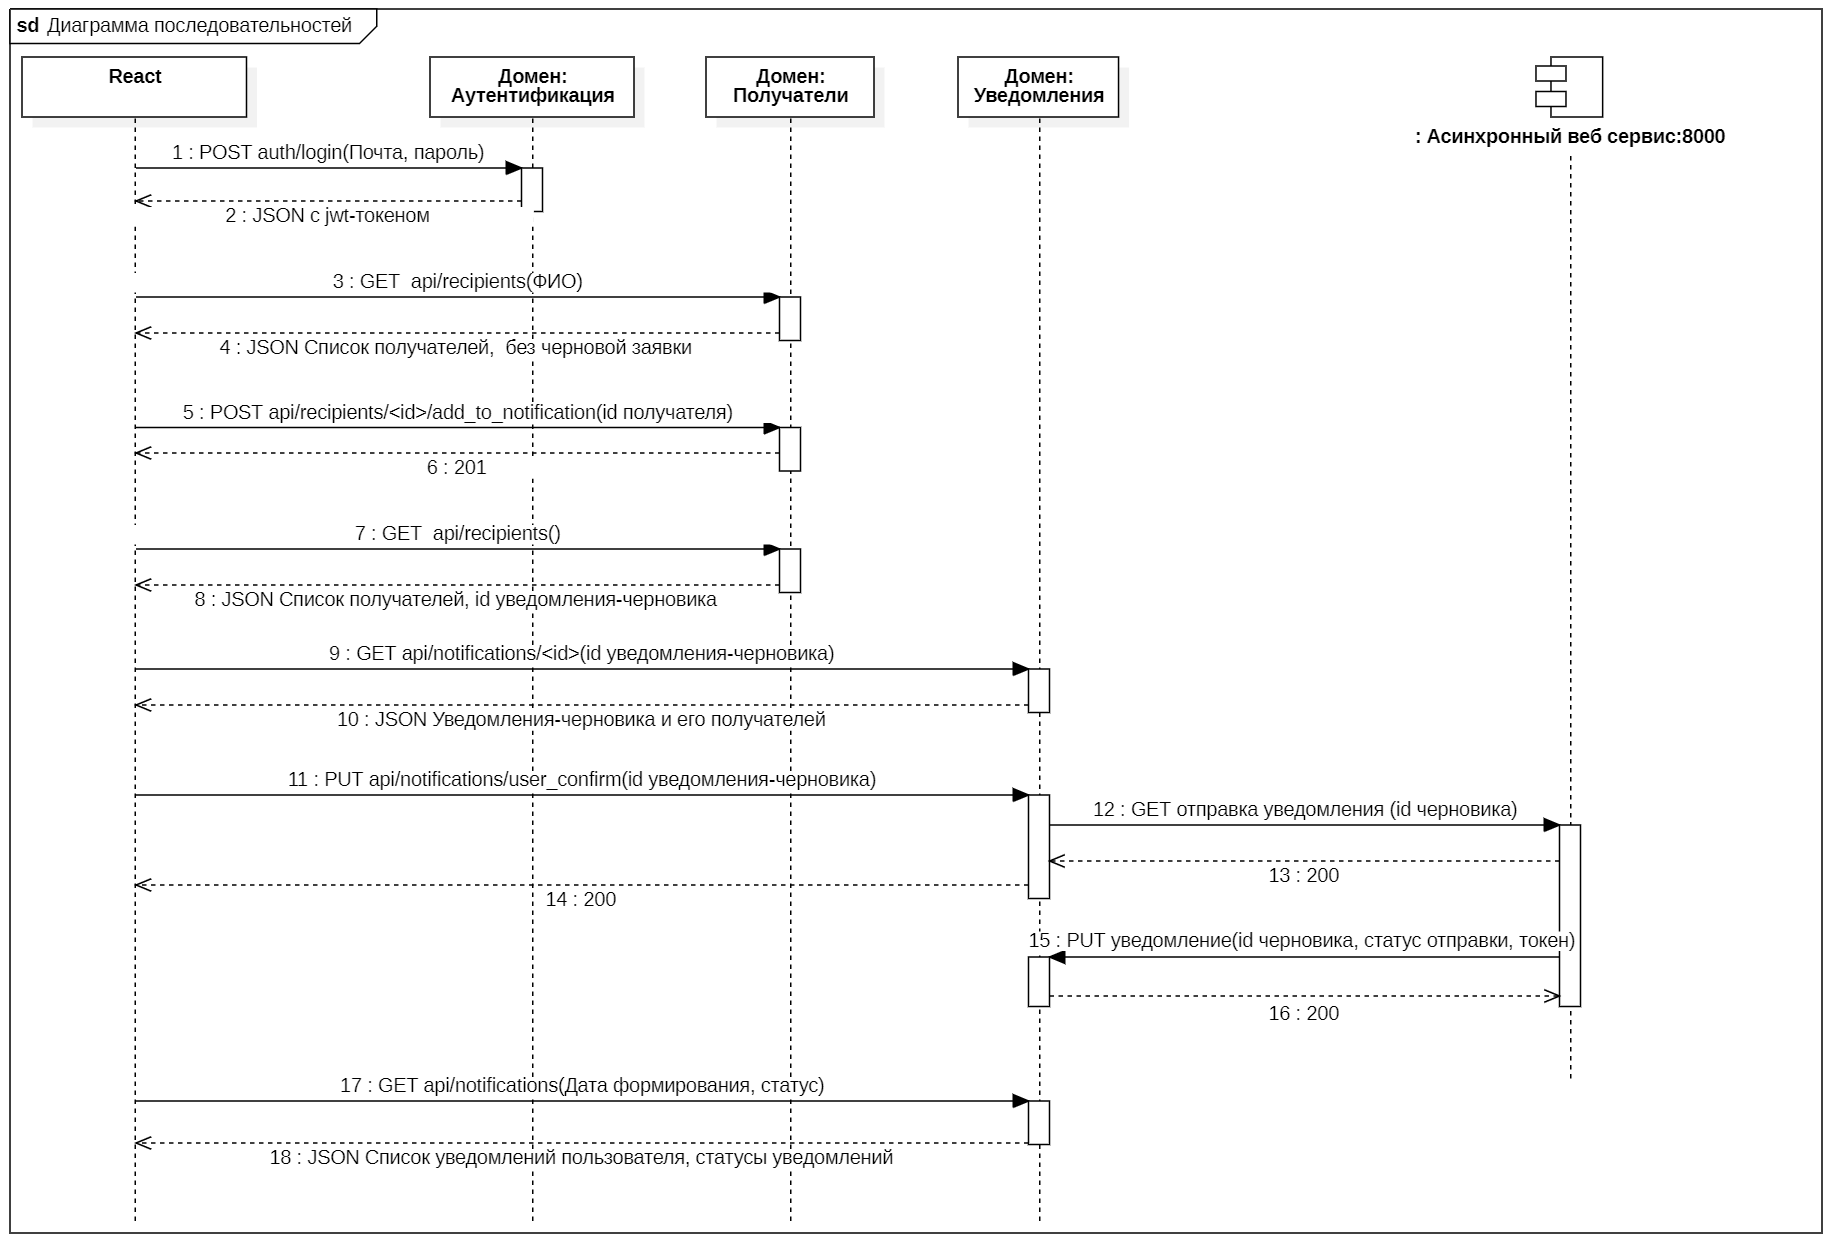 sd Диаграмма последовательностей
React
Домен:
Аутентификация
Домен:
Получатели
Домен:
Уведомления
: Асинхронный веб сервис:8000
1 : POST auth/login(Почта, пароль)
2 : JSON с jwt-токеном
3 : GET  api/recipients(ФИО)
4 : JSON Список получателей,  без черновой заявки
5 : POST api/recipients/<id>/add_to_notification(id получателя)
6 : 201
7 : GET  api/recipients()
8 : JSON Список получателей, id уведомления-черновика
9 : GET api/notifications/<id>(id уведомления-черновика)
10 : JSON Уведомления-черновика и его получателей
11 : PUT api/notifications/user_confirm(id уведомления-черновика)
12 : GET отправка уведомления (id черновика)
13 : 200
14 : 200
15 : PUT уведомление(id черновика, статус отправки, токен)
16 : 200
17 : GET api/notifications(Дата формирования, статус)
18 : JSON Список уведомлений пользователя, статусы уведомлений